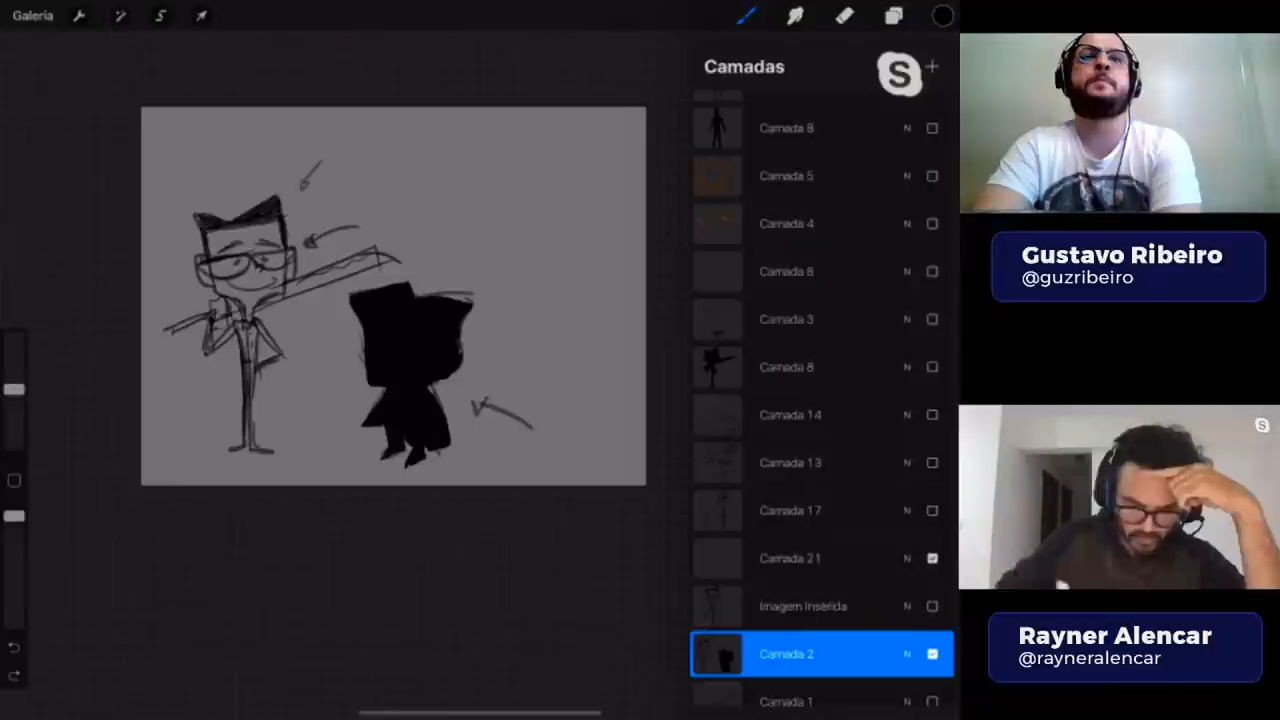 Galeria
Camadas
S
Camada 8 N
Camada 5 N
Camada 4 N
Camada 6 N
Camada 3 N
Camada 8 N
Camada 14 N
Camada 13 N
Camada 17 N
Camada 21 N
Imagem Inserida N
Camada 2 N
Camada 1
Gustavo Ribeiro
@guzribeiro
S
Rayner Alencar
@rayneralencar